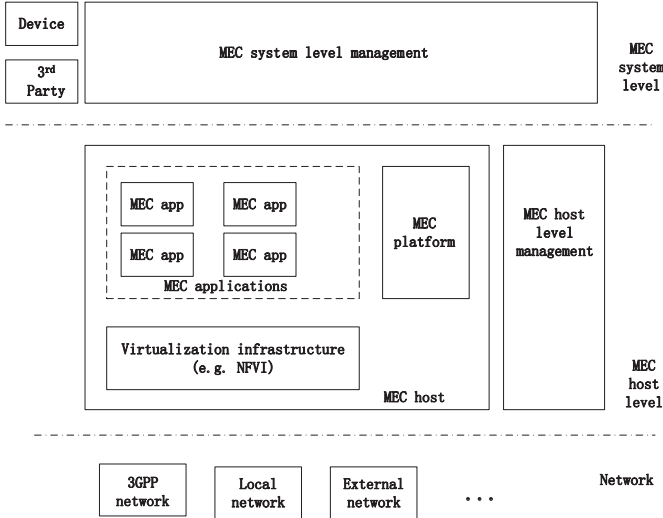 Device
MEC system level management
3rd
Party
MEC
system
level
MEC app
MEC app
MEC app
MEC app
MEC applications
MEC
platform
MEC host
level
management
Virtualization infrastructure
(e.g. NFVI)
MEC host
MEC
host
level
3GPP
network
Local
network
External
network
...
Network